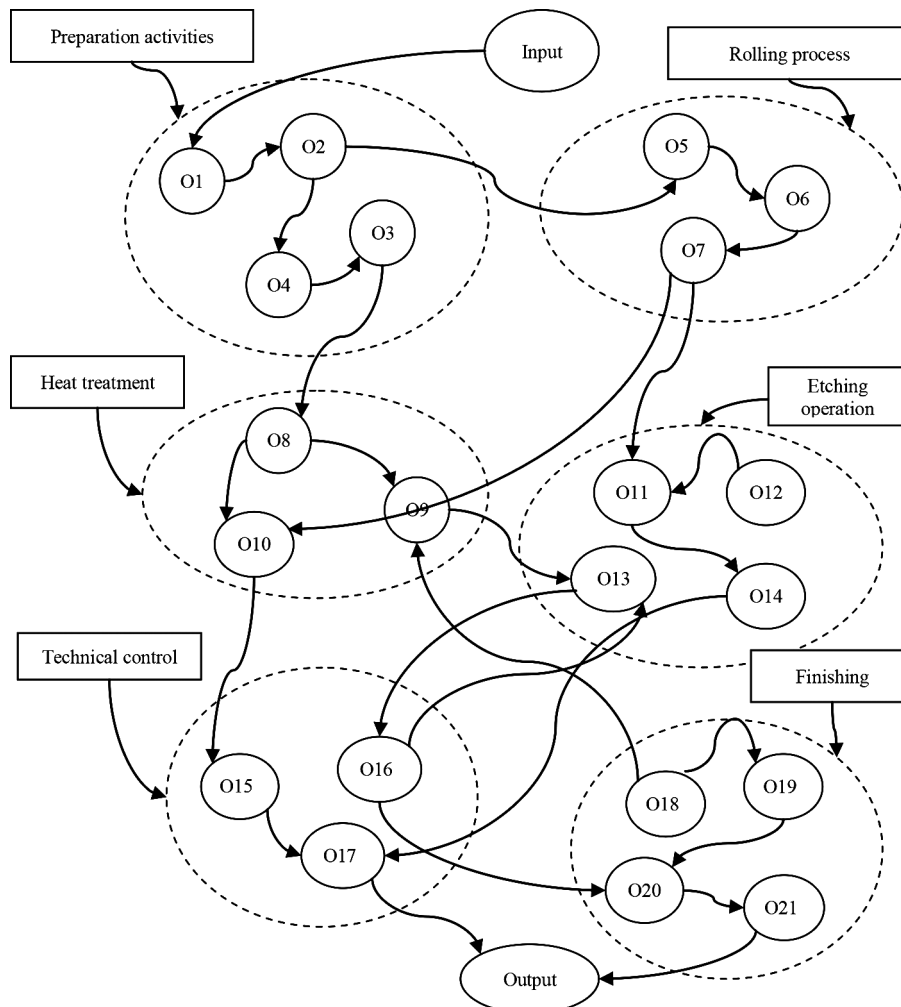 Preparation activities
Input
Rolling process
O1
O2
O3
O4
O5
O6
O7
Heat treatment
Etching
operation
O8
O9
O10
O11
O12
O13
O14
Technical control
Finishing
O15
O16
O17
O18
O19
O20
O21
Output